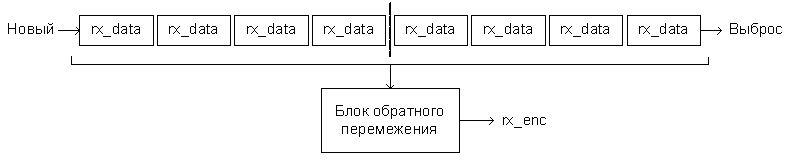 Новый rx_data rx_data rx_data rx_data rx_data rx_data rx_data rx_data Выброс
Блок обратного
перемежения
rx_enc